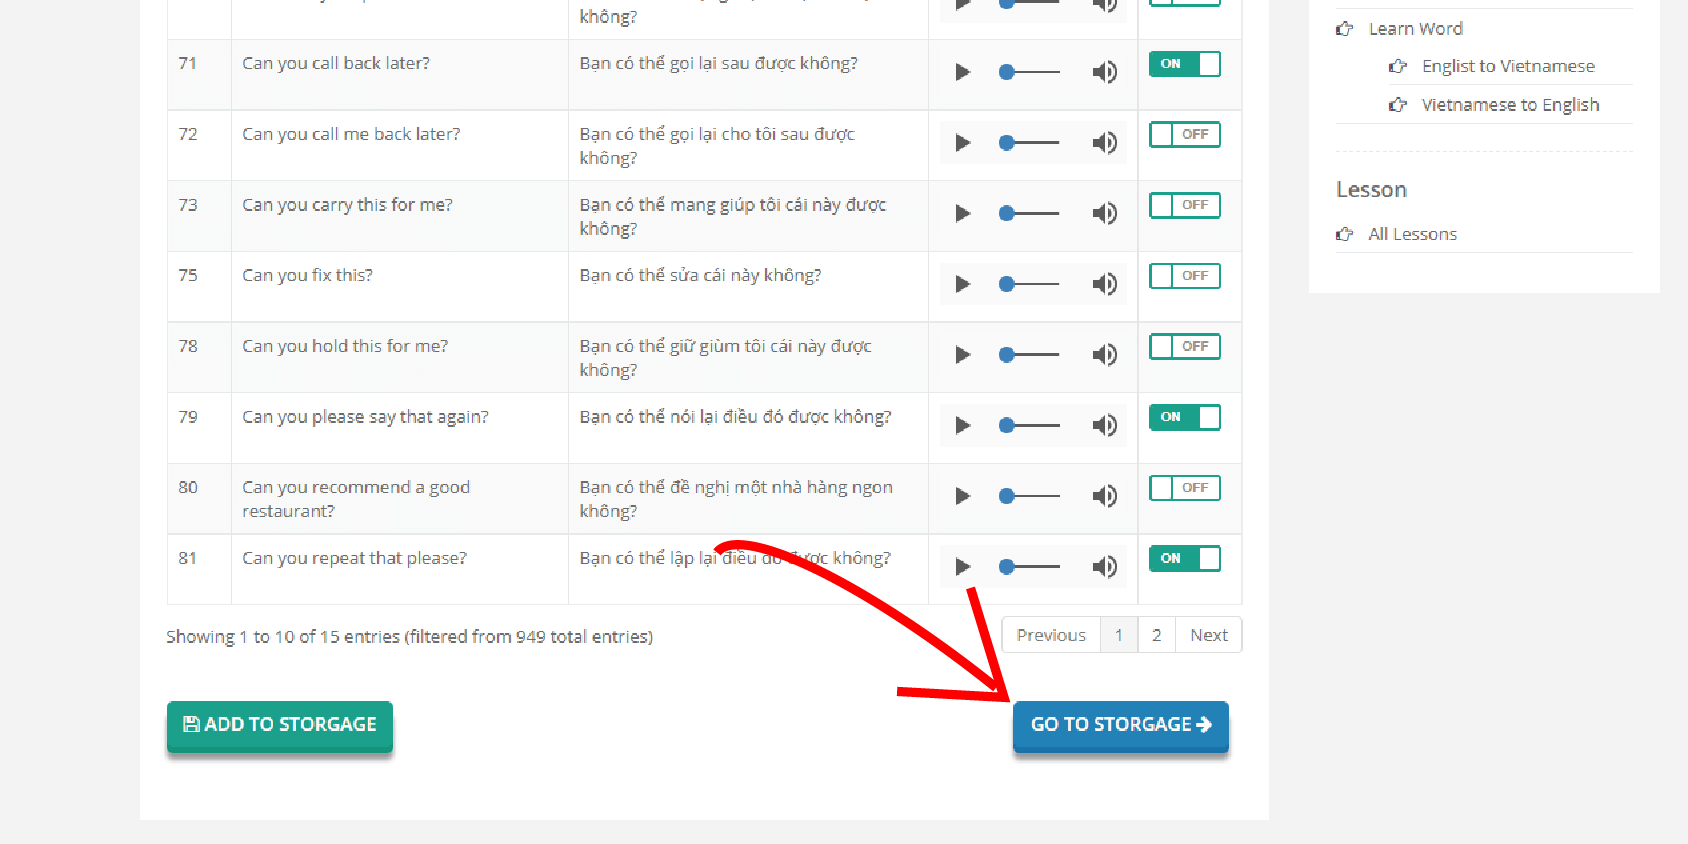 không?
71 Can you call back later? Bạn có thể gọi lại sau được không? ON
72 Can you call me back later? Bạn có thể gọi lại cho tôi sau được
không? OFF
73 Can you carry this for me? Bạn có thể mang giúp tôi cái này được
không? OFF
75 Can you fix this? Bạn có thể sửa cái này không? OFF
78 Can you hold this for me? Bạn có thể giữ giùm tôi cái này được
không? OFF
79 Can you please say that again? Bạn có thể nói lại điều đó được không? ON
80 Can you recommend a good
restaurant? Bạn có thể đề nghị một nhà hàng ngon
không? OFF
81 Can you repeat that please? Bạn có thể lập lại điều đó được không? ON
Showing 1 to 10 of 15 entries (filtered from 949 total entries)
Previous 1 2 Next
ADD TO STORGAGE
GO TO STORGAGE
Learn Word
Englist to Vietnamese
Vietnamese to English
Lesson
All Lessons